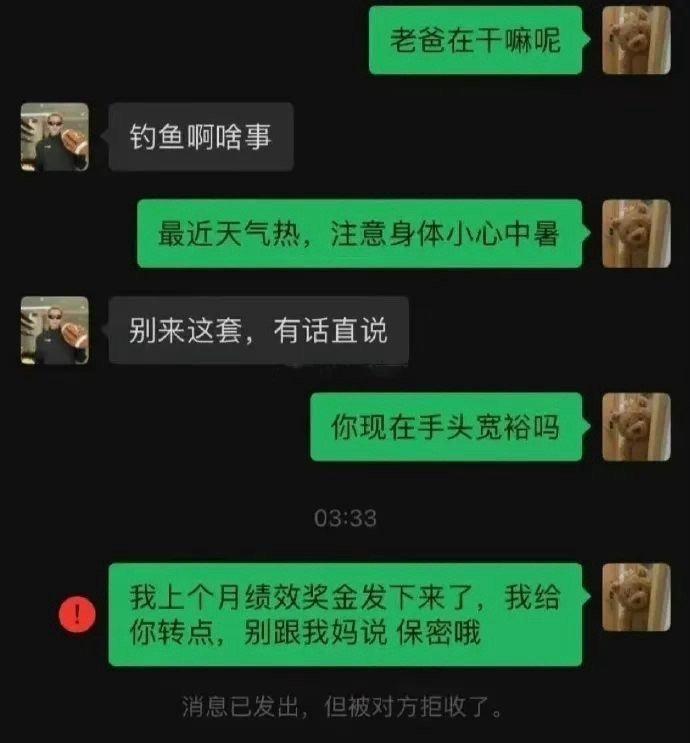 老爸在干嘛呢
钓鱼啊啥事
最近天气热，注意身体小心中暑
别来这套，有话直说
你现在手头宽裕吗
03:33
我上个月绩效奖金发下来了，我给
你转点，别跟我妈说 保密哦
消息已发出，但被对方拒收了。